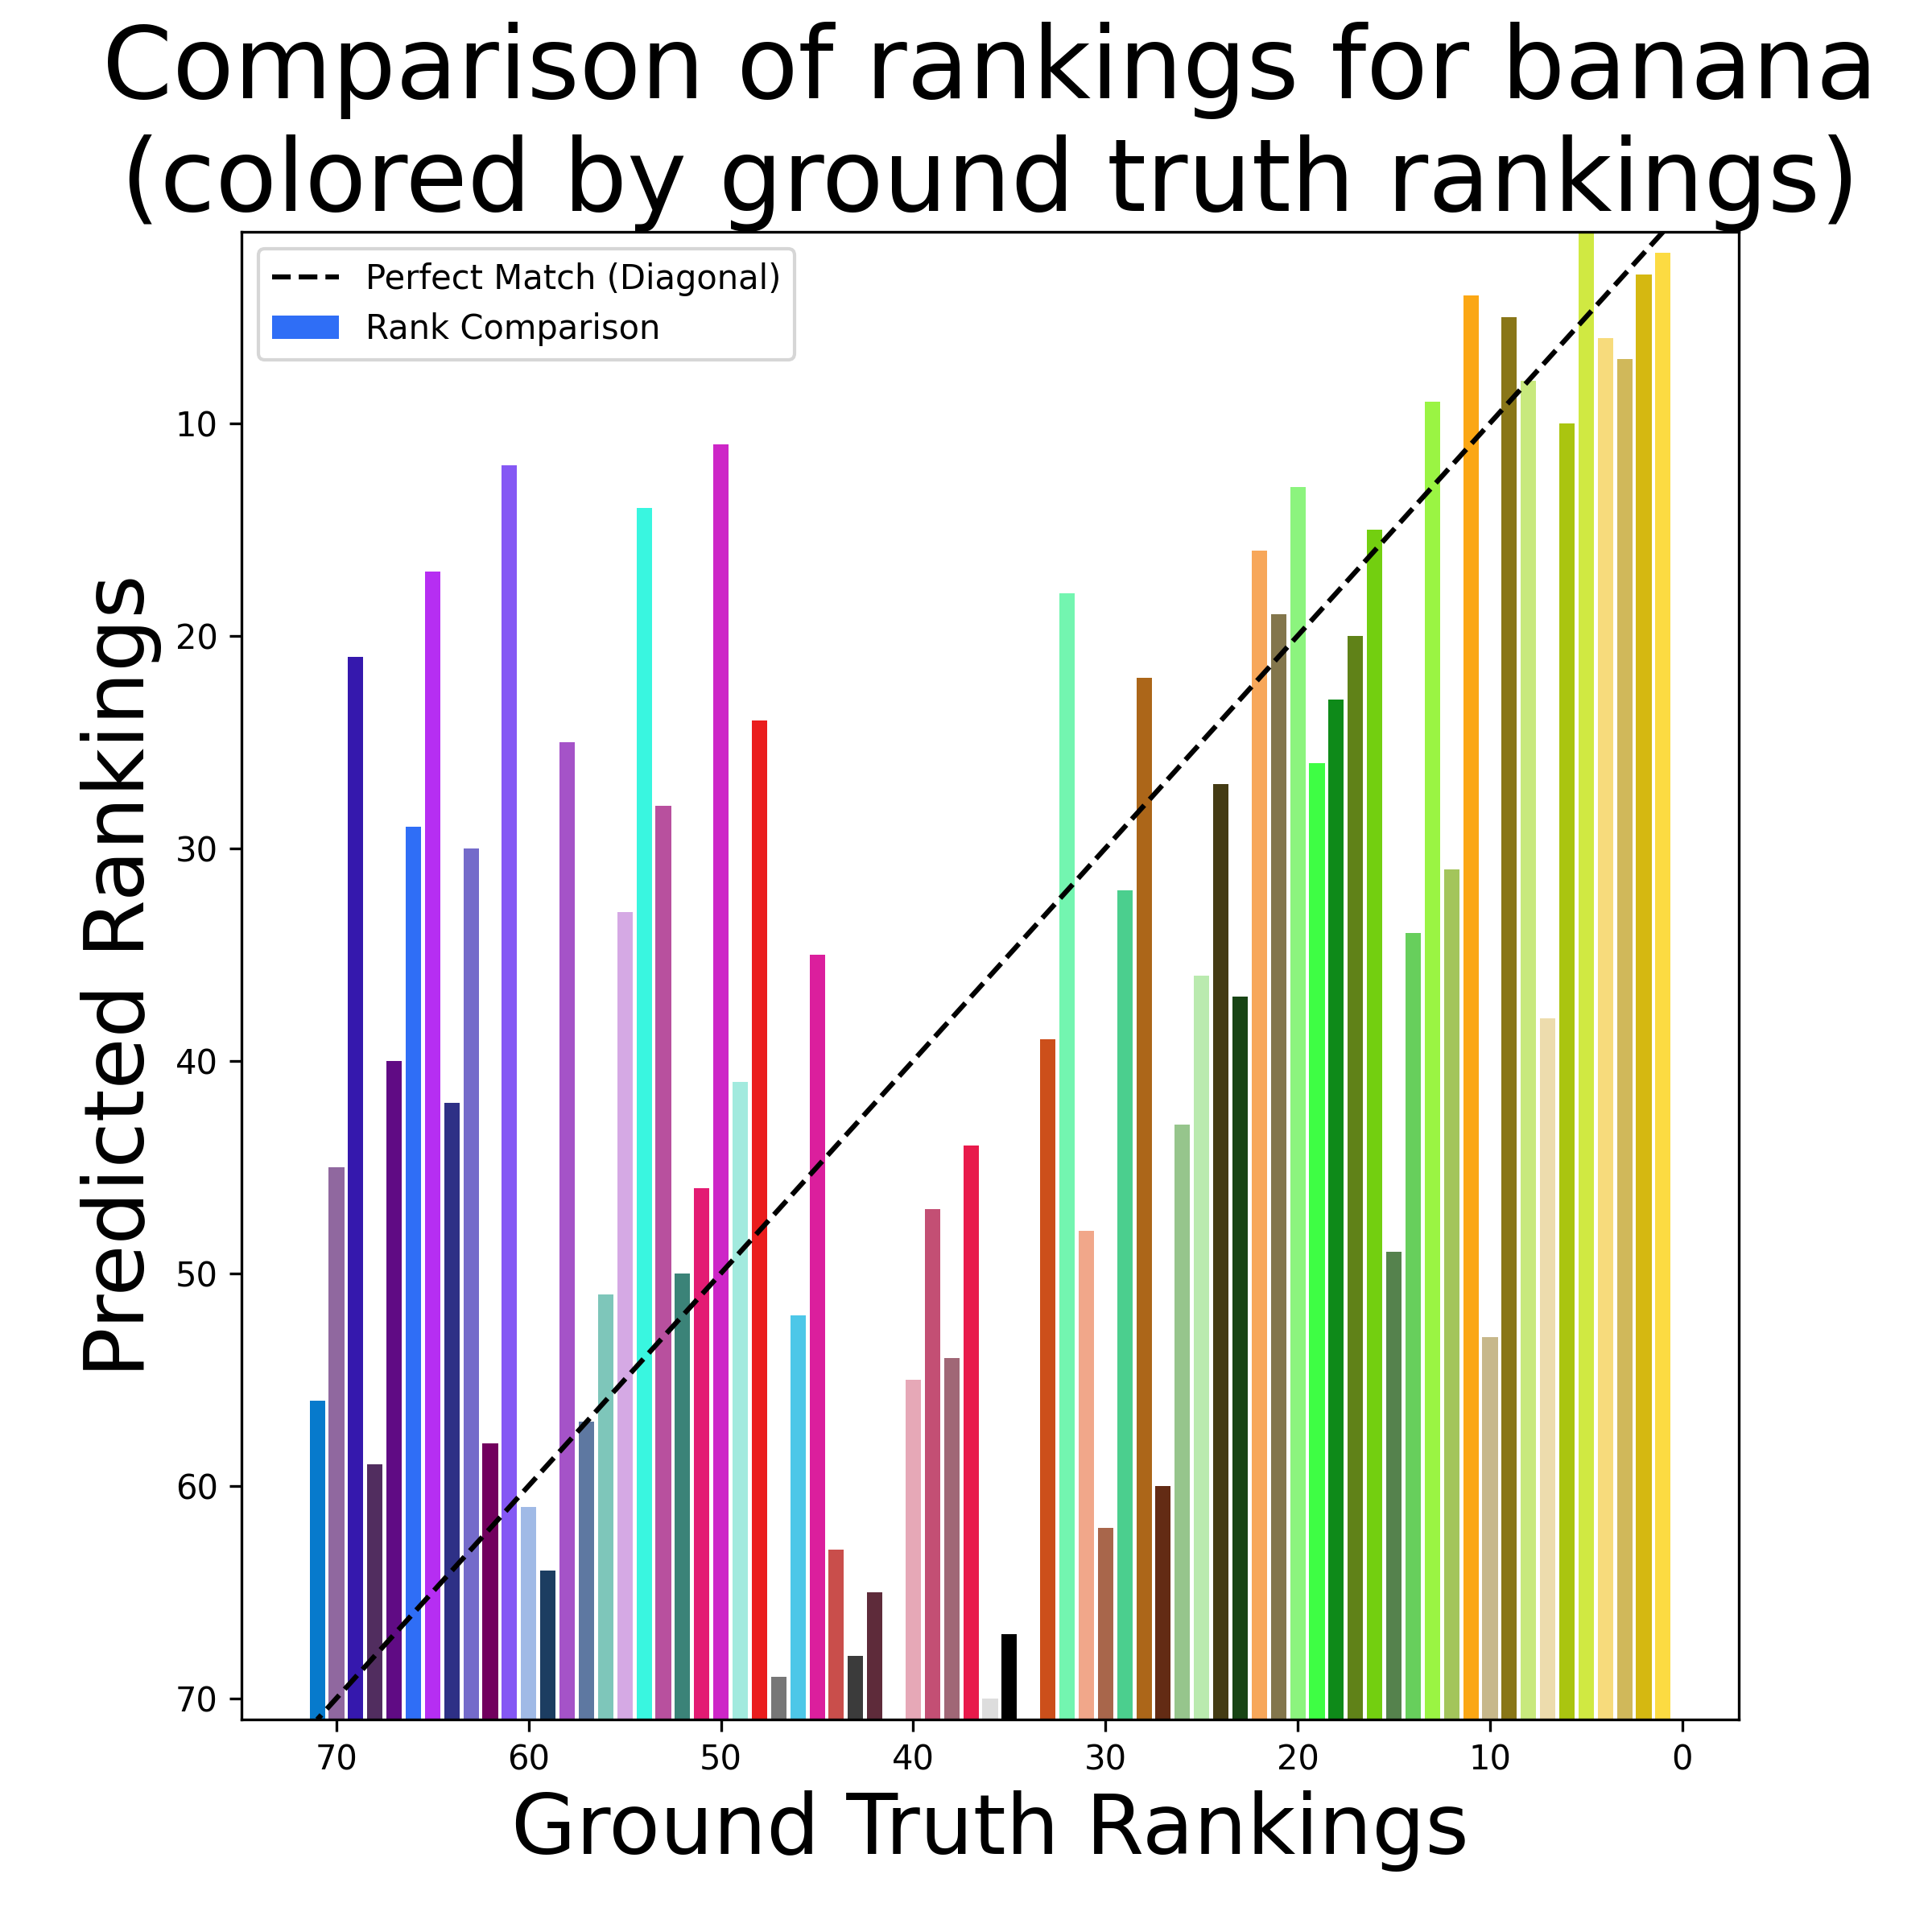 Comparison of rankings for banana
(colored by ground truth rankings)
Perfect Match (Diagonal)
Rank Comparison
Predicted Rankings
10
20
30
40
50
60
70
70 60 50 40 30 20 10 0
Ground Truth Rankings